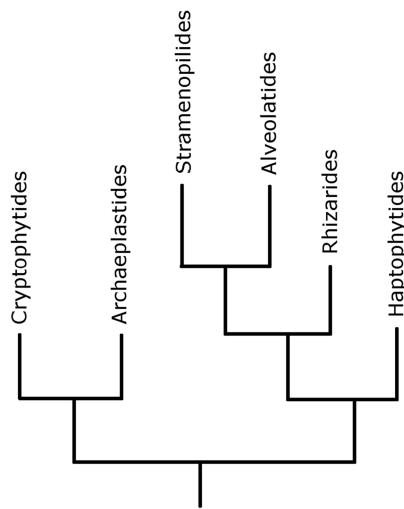 Cryptophytides
Archaeplastides
Stramenopilides
Alveolatides
Rhizarides
Haptophytides